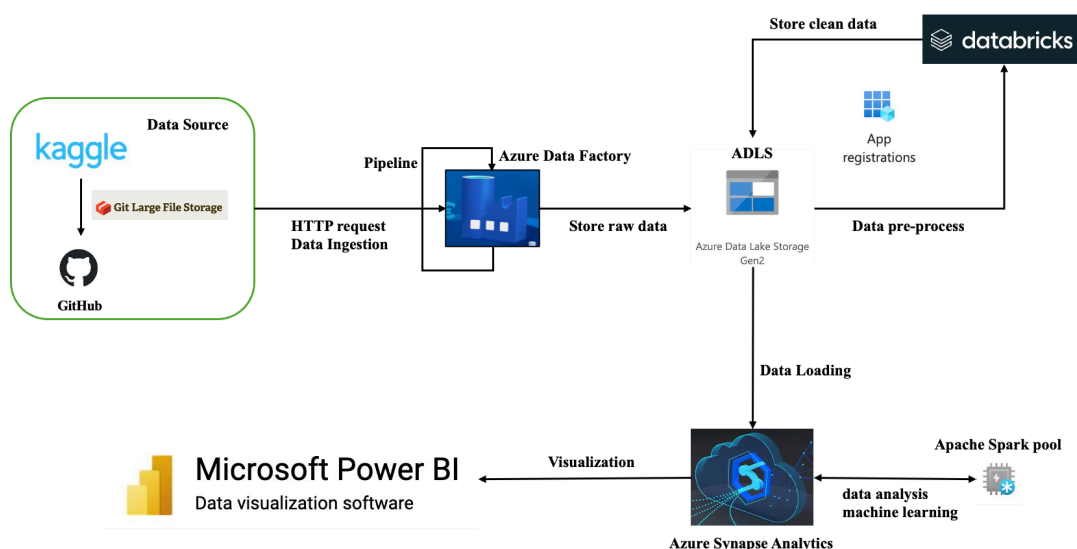 Store clean data
databricks
Data Source
kaggle
Git Large File Storage
GitHub
HTTP request
Data Ingestion
Pipeline
Azure Data Factory
Store raw data
ADLS
Azure Data Lake Storage
Gen2
App
registrations
Data pre-process
Data Loading
Azure Synapse Analytics
Apache Spark pool
data analysis
machine learning
Visualization
Microsoft Power BI
Data visualization software